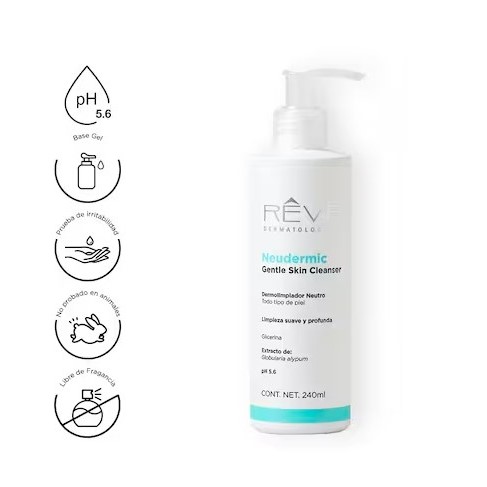 pH
5.6
Base Gel
Prueba de irritabilidad
No probado en animales
Libre de Fragancia
RÊVE
DERMATOLOG
Neudermic
Gentle Skin Cleanser
Dermolimpiador Neutro
Todo tipo de piel
Limpieza suave y profunda
Glicerina
Extracto de:
Globularia alypum
pH 5.6
CONT. NET. 240ml